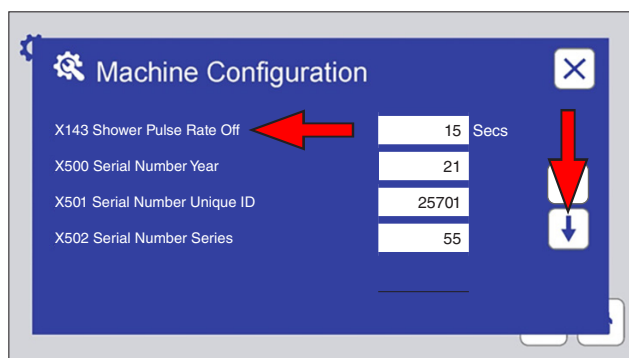 Machine Configuration
X143 Shower Pulse Rate Off 15 Secs
X500 Serial Number Year 21
X501 Serial Number Unique ID 25701
X502 Serial Number Series 55